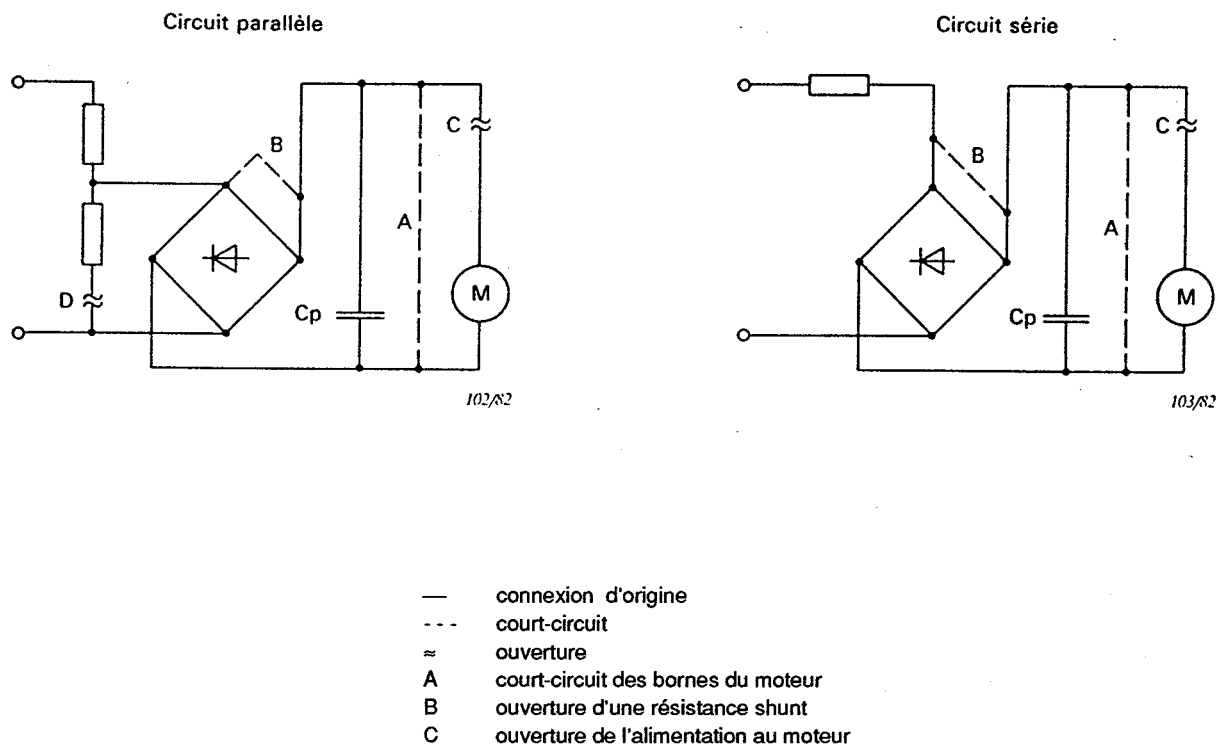 Circuit parallèle
Circuit série
C
B
A
D
M
Cp
102/82
C
B
A
M
Cp
103/82
— connexion d'origine
--- court-circuit
≈ ouverture
A court-circuit des bornes du moteur
B ouverture d'une résistance shunt
C ouverture de l'alimentation au moteur